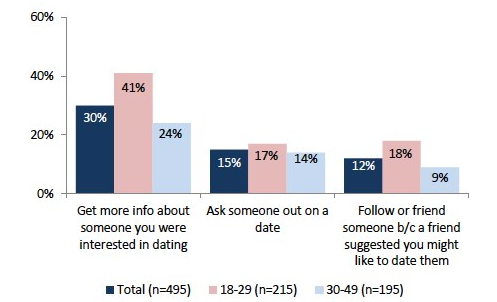 60%
40%
20%
0%
30%
41%
24%
15%
17%
14%
12%
18%
9%
Get more info about
someone you were
interested in dating
Ask someone out on a
date
Follow or friend
someone b/c a friend
suggested you might
like to date them
Total (n=495)
18-29 (n=215)
30-49 (n=195)